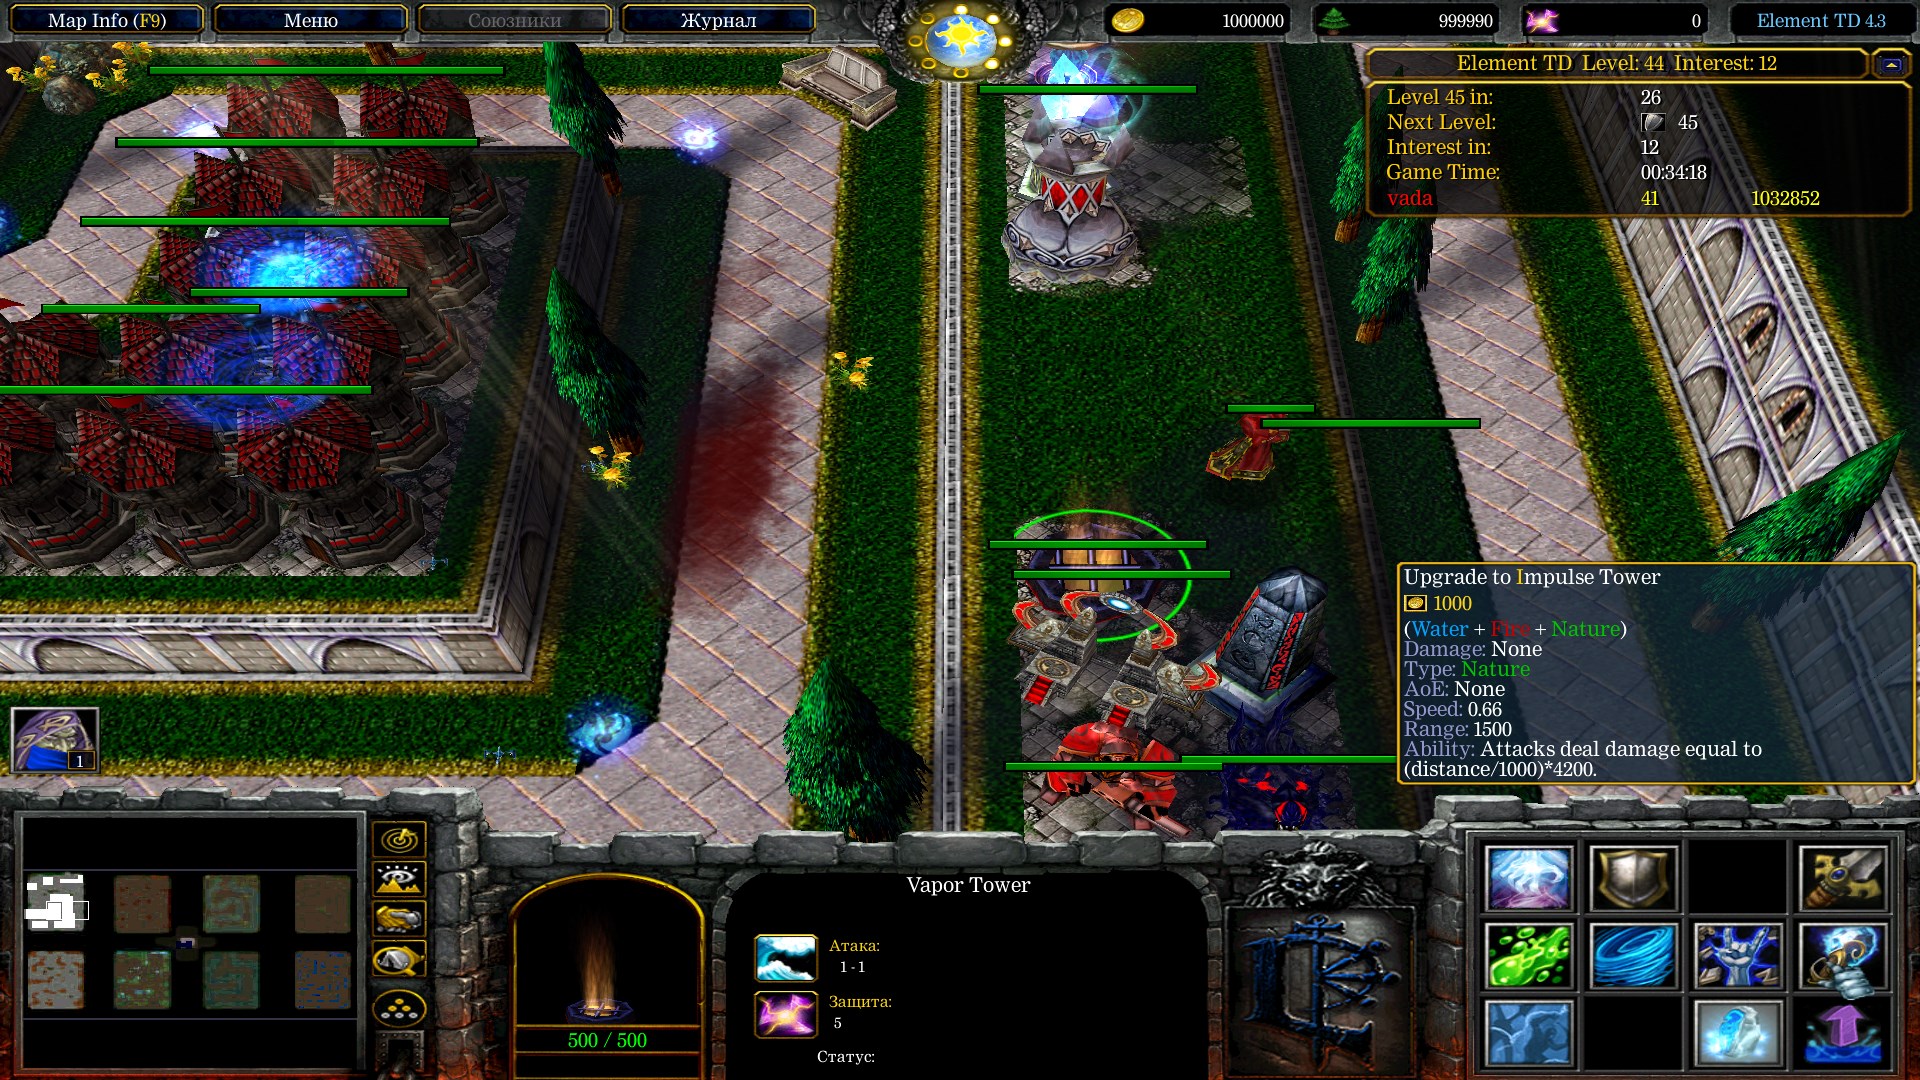 Map Info (F9)
Меню
Союзники
Журнал
1000000
999990
0
Element TD 4.3
Element TD Level: 44 Interest: 12
Level 45 in: 26
Next Level: 45
Interest in: 12
Game Time: 00:34:18
vada 41 1032852
Upgrade to Impulse Tower
1000
(Water + Fire + Nature)
Damage: None
Type: Nature
AoE: None
Speed: 0.66
Range: 1500
Ability: Attacks deal damage equal to
(distance/1000)*4200.
1
Vapor Tower
Атака:
1 - 1
Защита:
5
Статус:
500 / 500